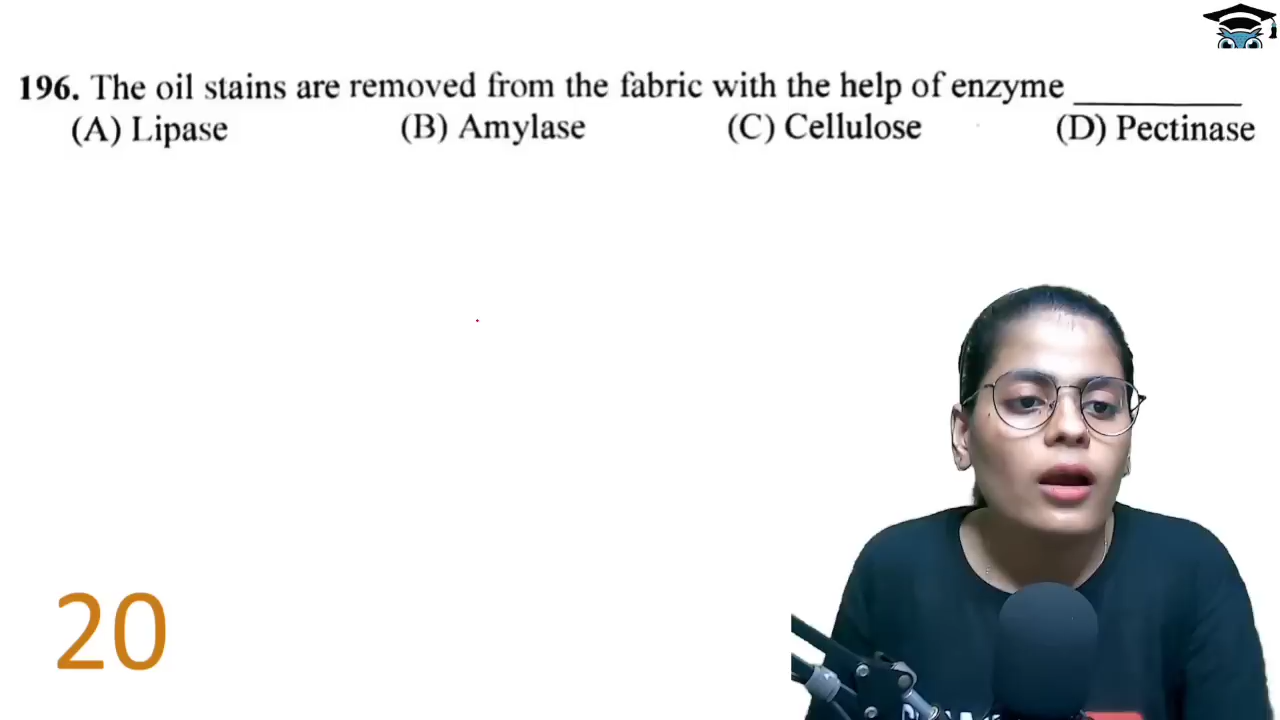 196. The oil stains are removed from the fabric with the help of enzyme __________
(A) Lipase (B) Amylase (C) Cellulose (D) Pectinase
20